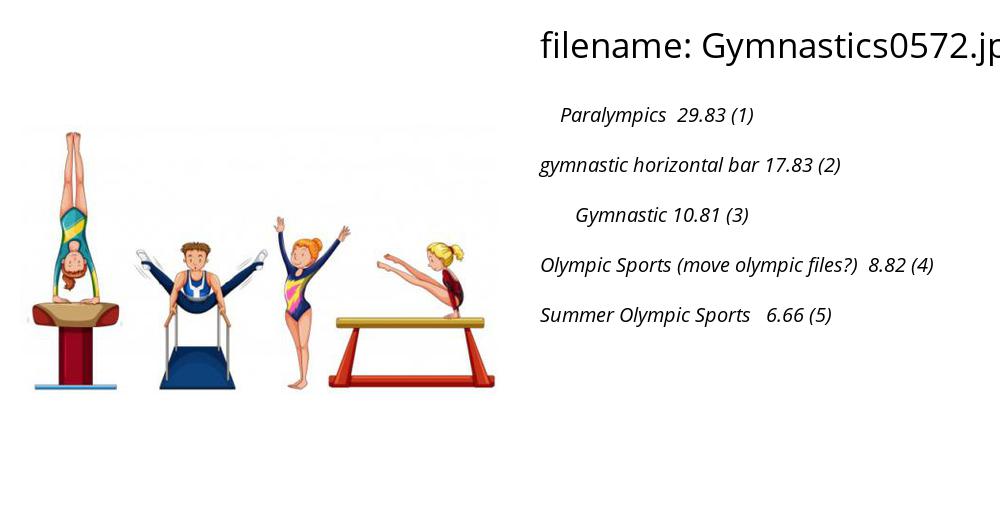 filename: Gymnastics0572.jp
Paralympics 29.83 (1)
gymnastic horizontal bar 17.83 (2)
Gymnastic 10.81 (3)
Olympic Sports (move olympic files?) 8.82 (4)
Summer Olympic Sports 6.66 (5)